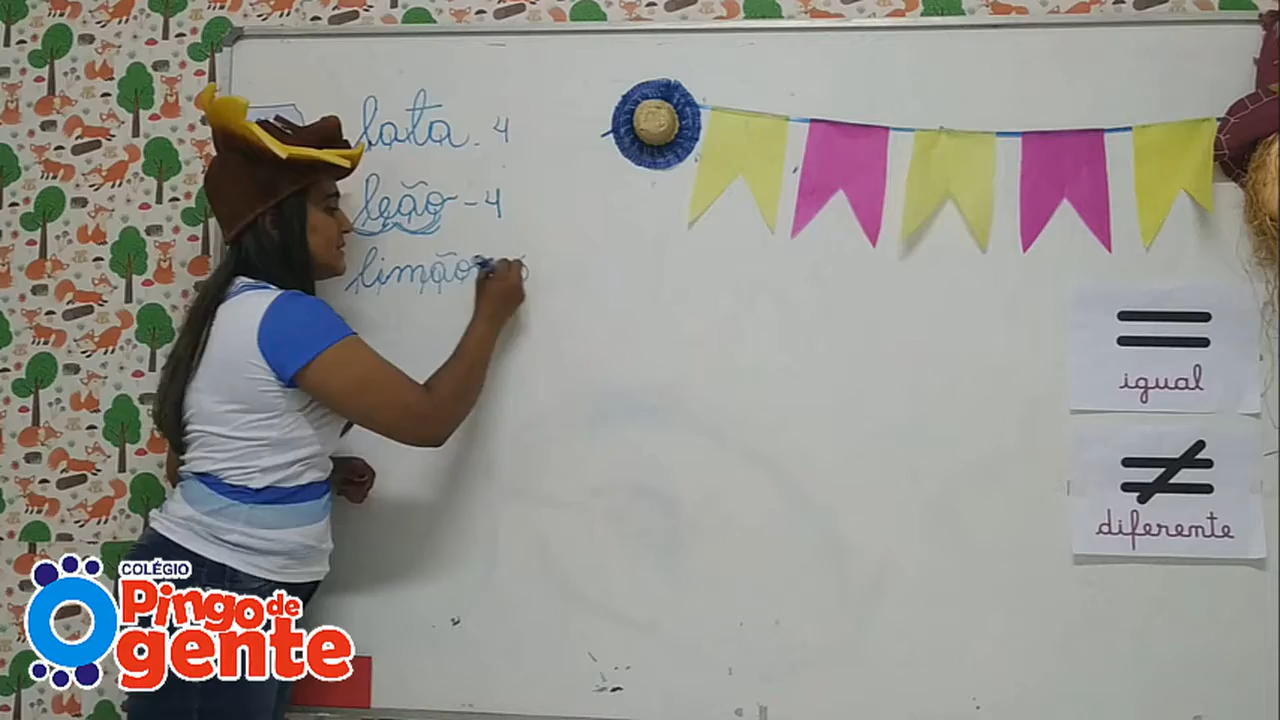 lata - 4
leão - 4
limão
igual
diferente
COLÉGIO
Pingo de
gente